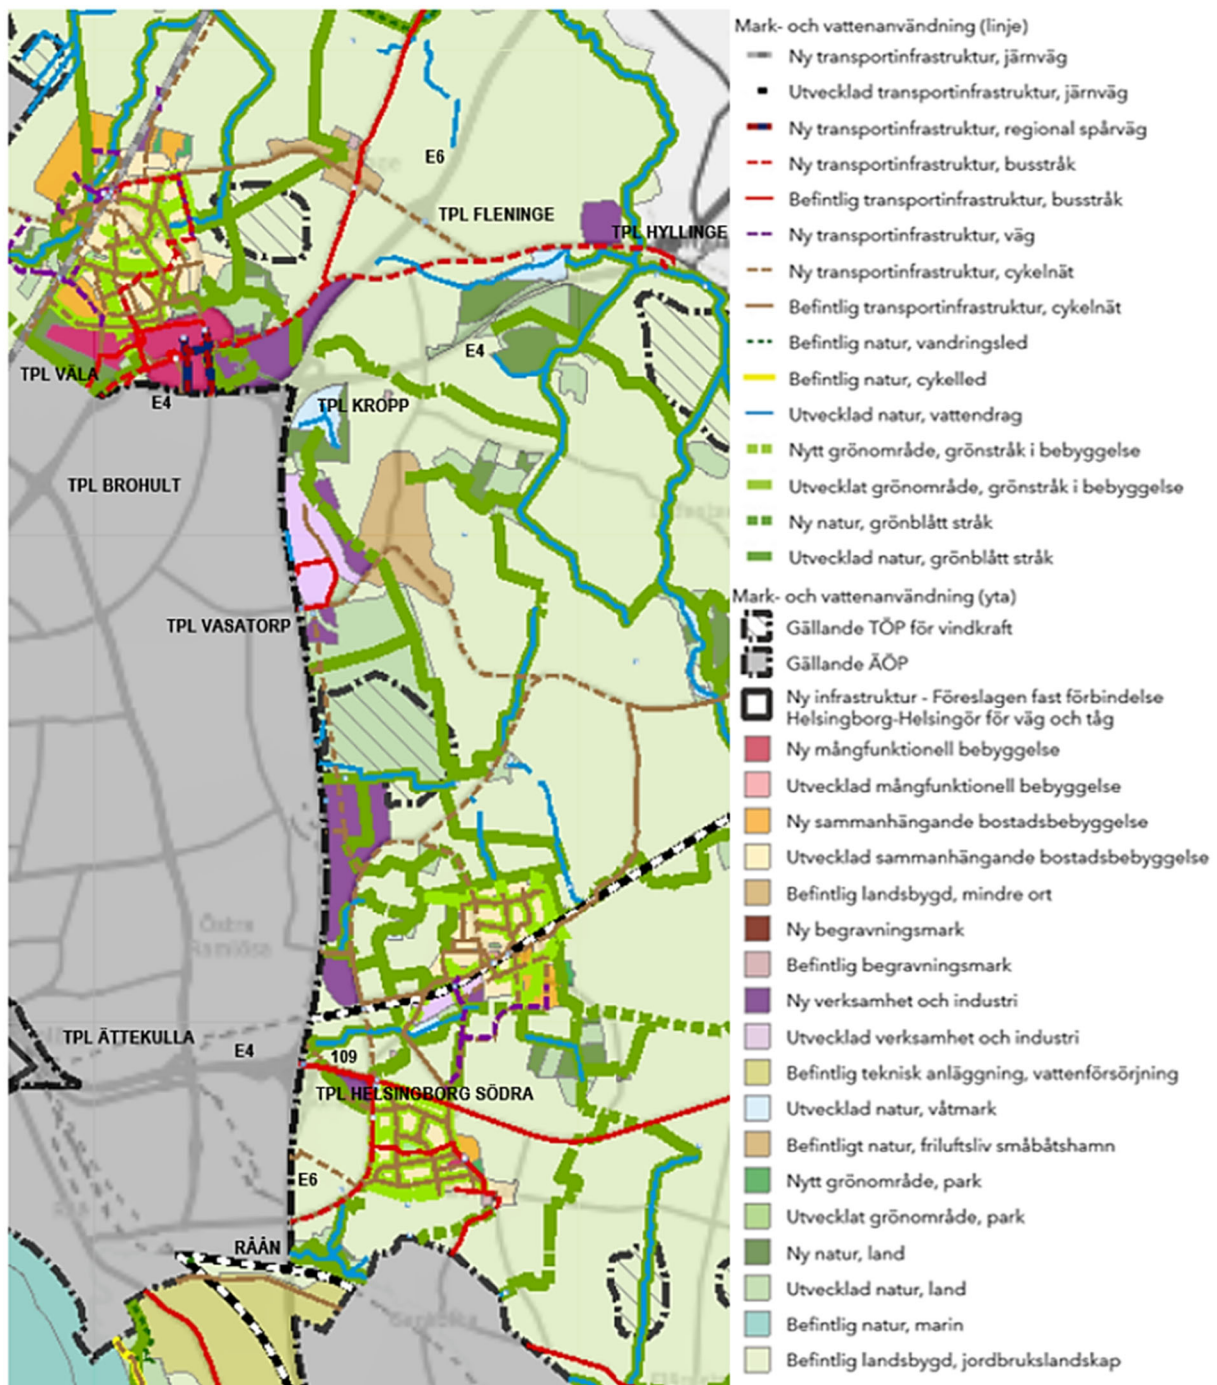 E6
TPL FLENINGE
TPL HYLLINGE
E4
TPL VÄLA
E4
TPL KROPP
TPL BROHULT
TPL VASATORP
Östra
Ramlösa
TPL ÄTTEKULLA
E4
109
TPL HELSINGBORG SÖDRA
E6
RÅÅN
Mark- och vattenanvändning (linje)
Ny transportinfrastruktur, järnväg
Utvecklad transportinfrastruktur, järnväg
Ny transportinfrastruktur, regional spårväg
Ny transportinfrastruktur, busstråk
Befintlig transportinfrastruktur, busstråk
Ny transportinfrastruktur, väg
Ny transportinfrastruktur, cykelnät
Befintlig transportinfrastruktur, cykelnät
Befintlig natur, vandringsled
Befintlig natur, cykelled
Utvecklad natur, vattendrag
Nytt grönområde, grönstråk i bebyggelse
Utvecklat grönområde, grönstråk i bebyggelse
Ny natur, grönblått stråk
Utvecklad natur, grönblått stråk
Mark- och vattenanvändning (yta)
Gällande TÖP för vindkraft
Gällande ÄÖP
Ny infrastruktur - Föreslagen fast förbindelse
Helsingborg-Helsingör för väg och tåg
Ny mångfunktionell bebyggelse
Utvecklad mångfunktionell bebyggelse
Ny sammanhängande bostadsbebyggelse
Utvecklad sammanhängande bostadsbebyggelse
Befintlig landsbygd, mindre ort
Ny begravningsmark
Befintlig begravningsmark
Ny verksamhet och industri
Utvecklad verksamhet och industri
Befintlig teknisk anläggning, vattenförsörjning
Utvecklad natur, våtmark
Befintligt natur, friluftsliv småbåtshamn
Nytt grönområde, park
Utvecklat grönområde, park
Ny natur, land
Utvecklad natur, land
Befintlig natur, marin
Befintlig landsbygd, jordbrukslandskap